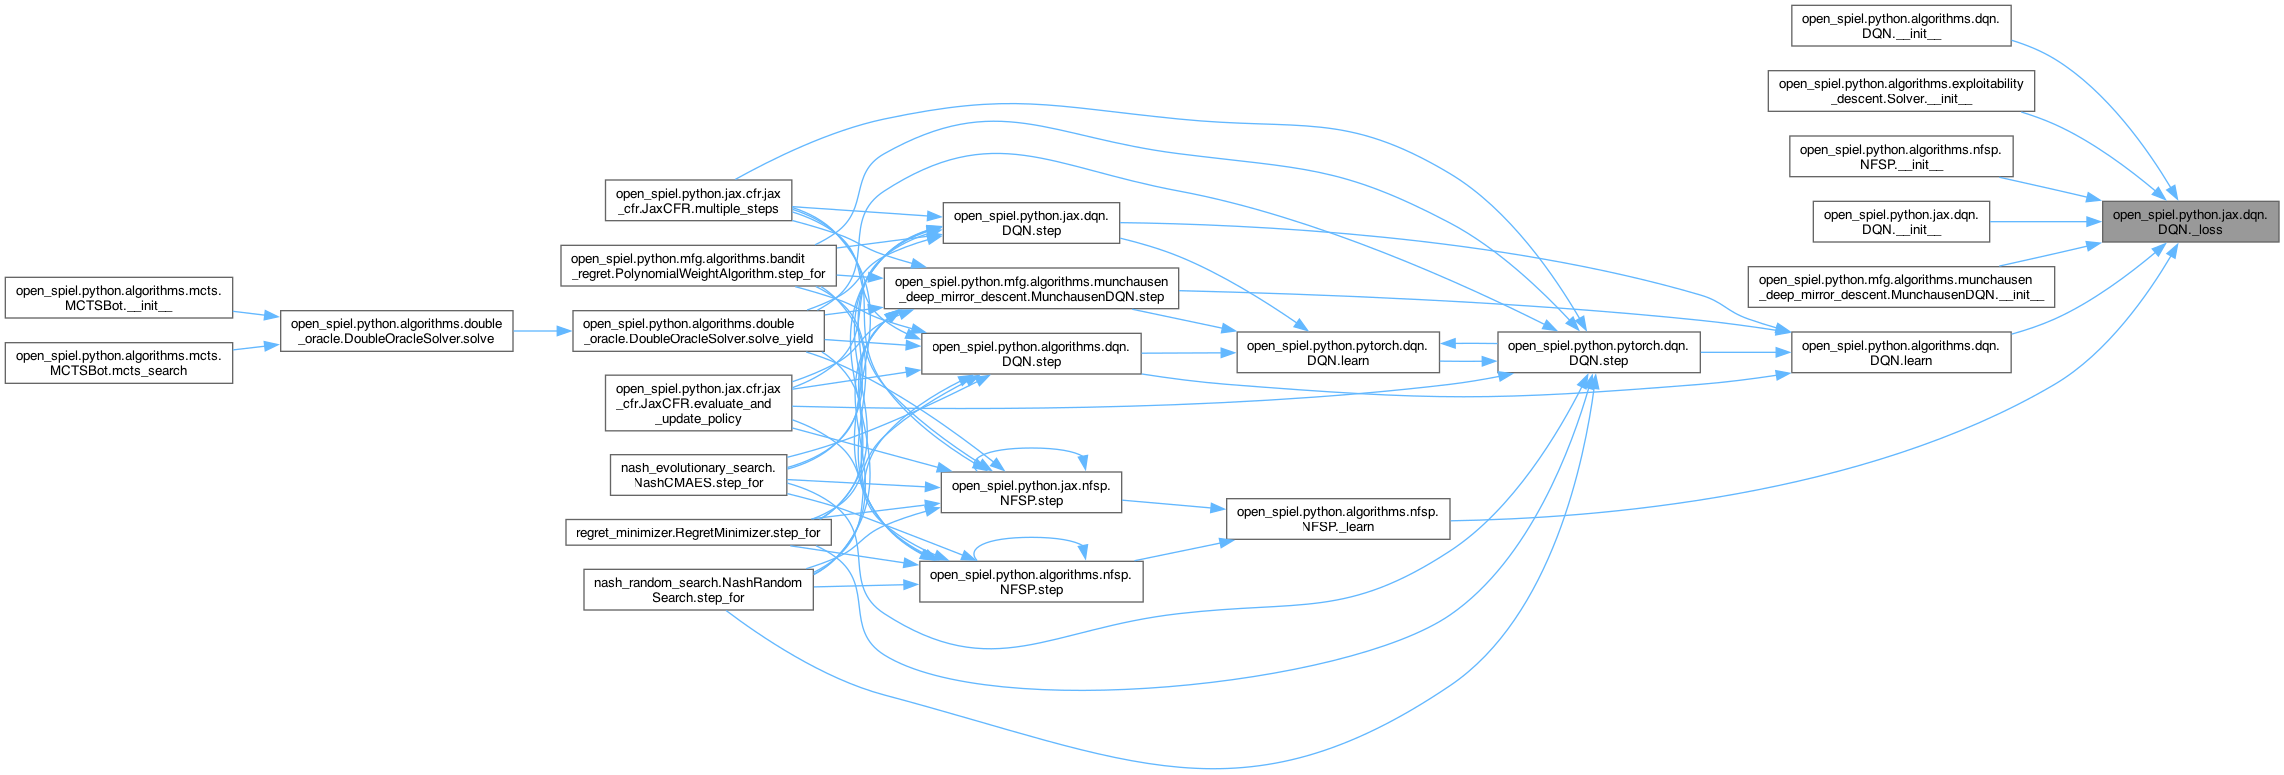 open_spiel.python.algorithms.dqn.
DQN.__init__
open_spiel.python.algorithms.exploitability
_descent.Solver.__init__
open_spiel.python.algorithms.nfsp.
NFSP.__init__
open_spiel.python.jax.dqn.
DQN.__init__
open_spiel.python.jax.dqn.
DQN._loss
open_spiel.python.mfg.algorithms.munchausen
_deep_mirror_descent.MunchausenDQN.__init__
open_spiel.python.algorithms.dqn.
DQN.learn
open_spiel.python.pytorch.dqn.
DQN.step
open_spiel.python.pytorch.dqn.
DQN.learn
open_spiel.python.algorithms.nfsp.
NFSP._learn
open_spiel.python.jax.dqn.
DQN.step
open_spiel.python.mfg.algorithms.munchausen
_deep_mirror_descent.MunchausenDQN.step
open_spiel.python.algorithms.dqn.
DQN.step
open_spiel.python.jax.nfsp.
NFSP.step
open_spiel.python.algorithms.nfsp.
NFSP.step
open_spiel.python.jax.cfr.jax
_cfr.JaxCFR.multiple_steps
open_spiel.python.mfg.algorithms.bandit
_regret.PolynomialWeightAlgorithm.step_for
open_spiel.python.algorithms.double
_oracle.DoubleOracleSolver.solve_yield
open_spiel.python.jax.cfr.jax
_cfr.JaxCFR.evaluate_and
_update_policy
nash_evolutionary_search.
NashCMAES.step_for
regret_minimizer.RegretMinimizer.step_for
nash_random_search.NashRandom
Search.step_for
open_spiel.python.algorithms.double
_oracle.DoubleOracleSolver.solve
open_spiel.python.algorithms.mcts.
MCTSBot.__init__
open_spiel.python.algorithms.mcts.
MCTSBot.mcts_search